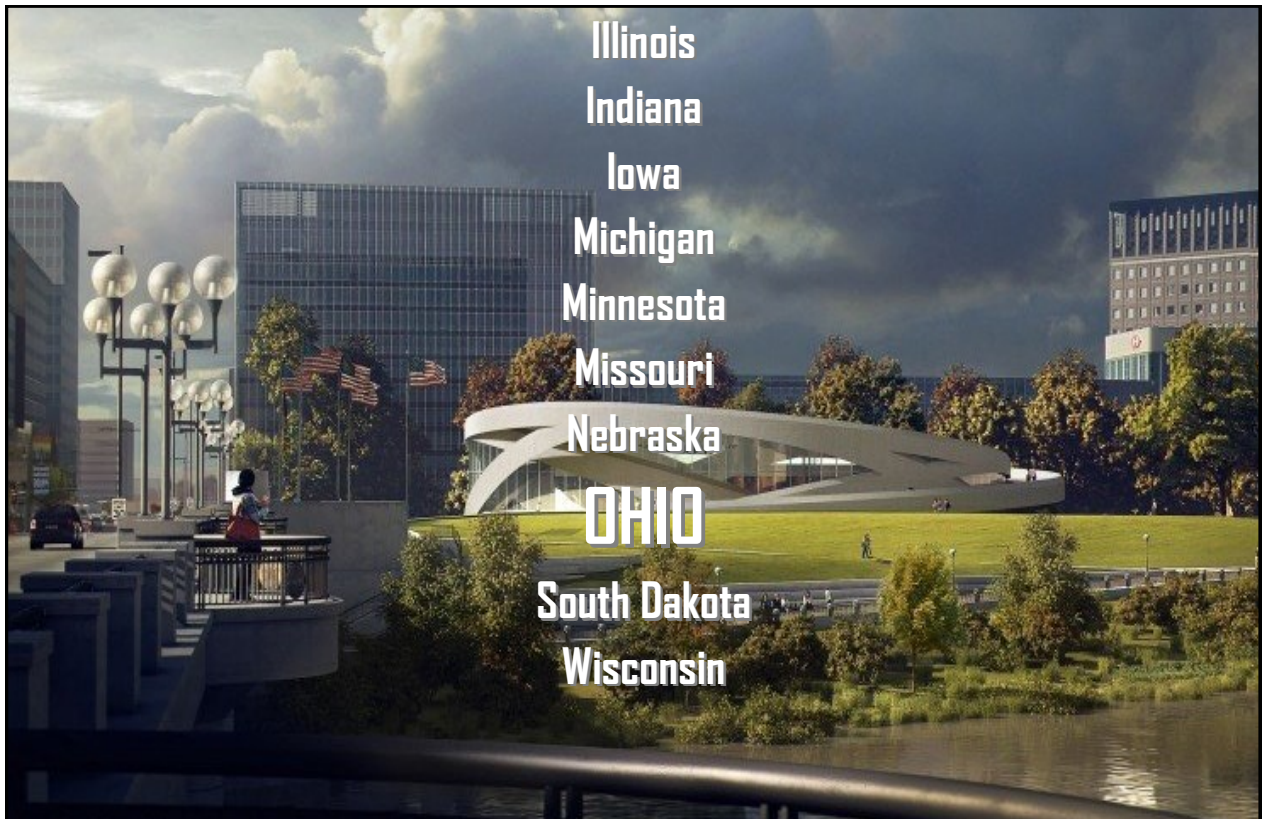 Illinois
Indiana
Iowa
Michigan
Minnesota
Missouri
Nebraska
OHIO
South Dakota
Wisconsin